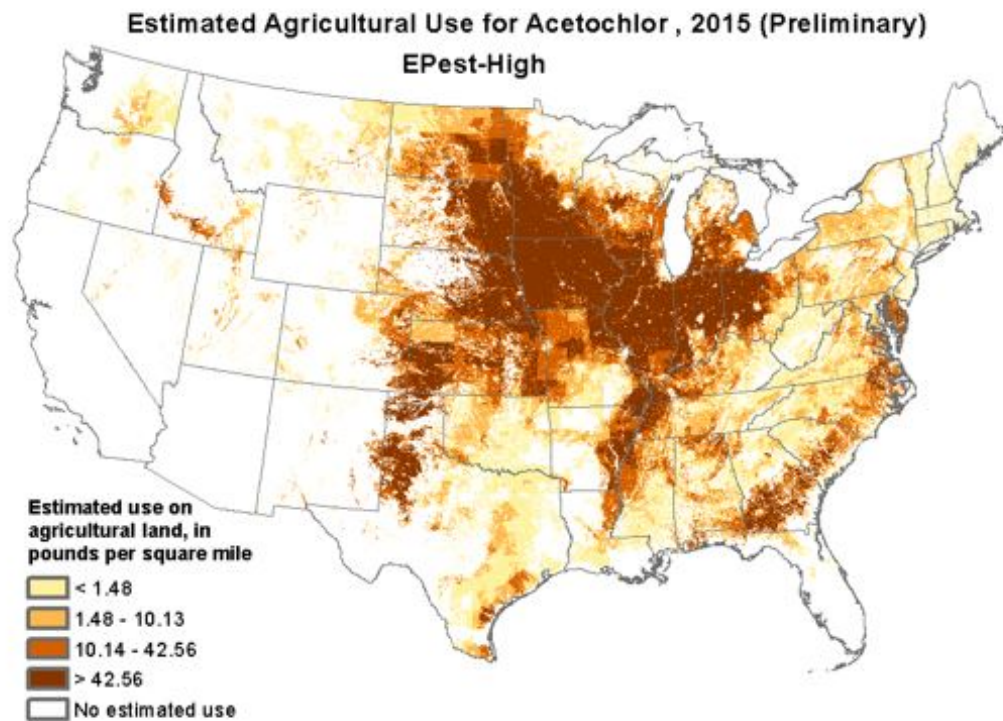 Estimated Agricultural Use for Acetochlor , 2015 (Preliminary)
EPest-High
Estimated use on
agricultural land, in
pounds per square mile
< 1.48
1.48 - 10.13
10.14 - 42.56
> 42.56
No estimated use